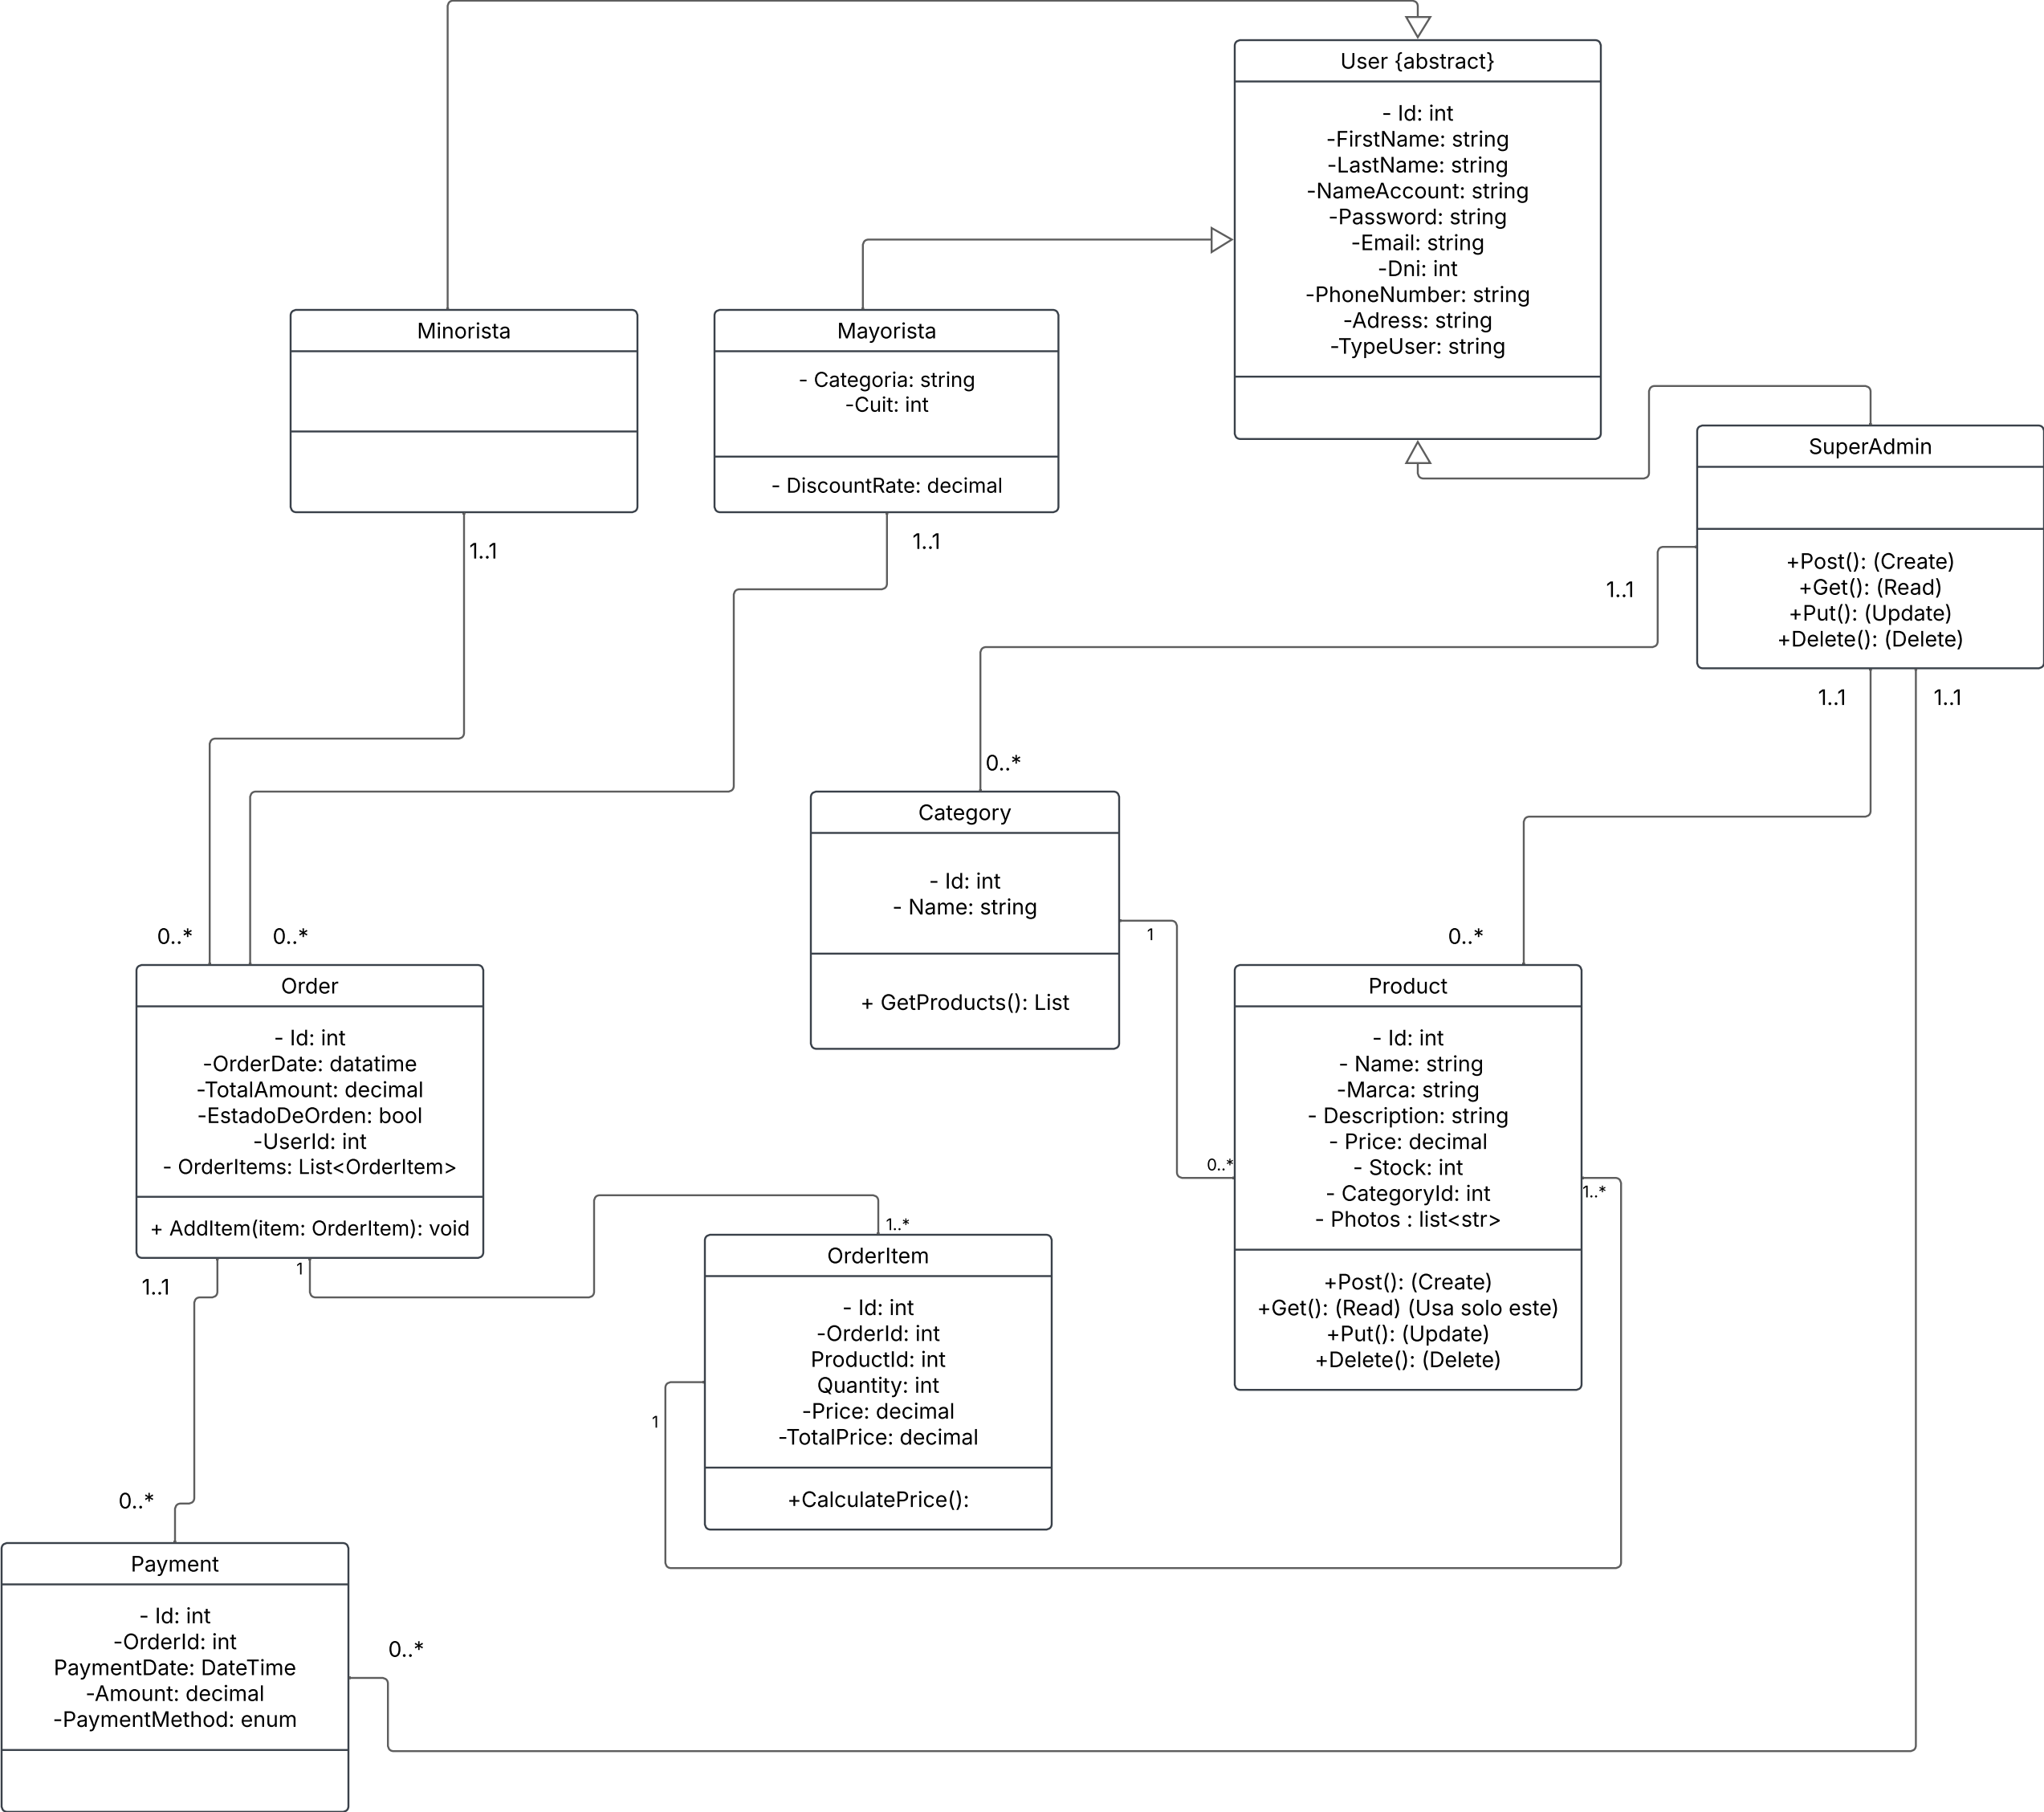 User {abstract}
- Id: int
-FirstName: string
-LastName: string
-NameAccount: string
-Password: string
-Email: string
-Dni: int
-PhoneNumber: string
-Adress: string
-TypeUser: string
Minorista
1..1
Mayorista
- Categoria: string
-Cuit: int
- DiscountRate: decimal
1..1
SuperAdmin
+Post(): (Create)
+Get(): (Read)
+Put(): (Update)
+Delete(): (Delete)
1..1
1..1
1..1
0..*
Category
- Id: int
- Name: string
+ GetProducts(): List
1
0..*
0..*
0..*
Order
- Id: int
-OrderDate: datatime
-TotalAmount: decimal
-EstadoDeOrden: bool
-UserId: int
- OrderItems: List<OrderItem>
+ AddItem(item: OrderItem): void
1..1
1
0..*
Product
- Id: int
- Name: string
-Marca: string
- Description: string
- Price: decimal
- Stock: int
- CategoryId: int
- Photos : list<str>
+Post(): (Create)
+Get(): (Read) (Usa solo este)
+Put(): (Update)
+Delete(): (Delete)
1..*
1..*
OrderItem
- Id: int
-OrderId: int
ProductId: int
Quantity: int
-Price: decimal
-TotalPrice: decimal
+CalculatePrice():
1
0..*
Payment
- Id: int
-OrderId: int
PaymentDate: DateTime
-Amount: decimal
-PaymentMethod: enum
0..*